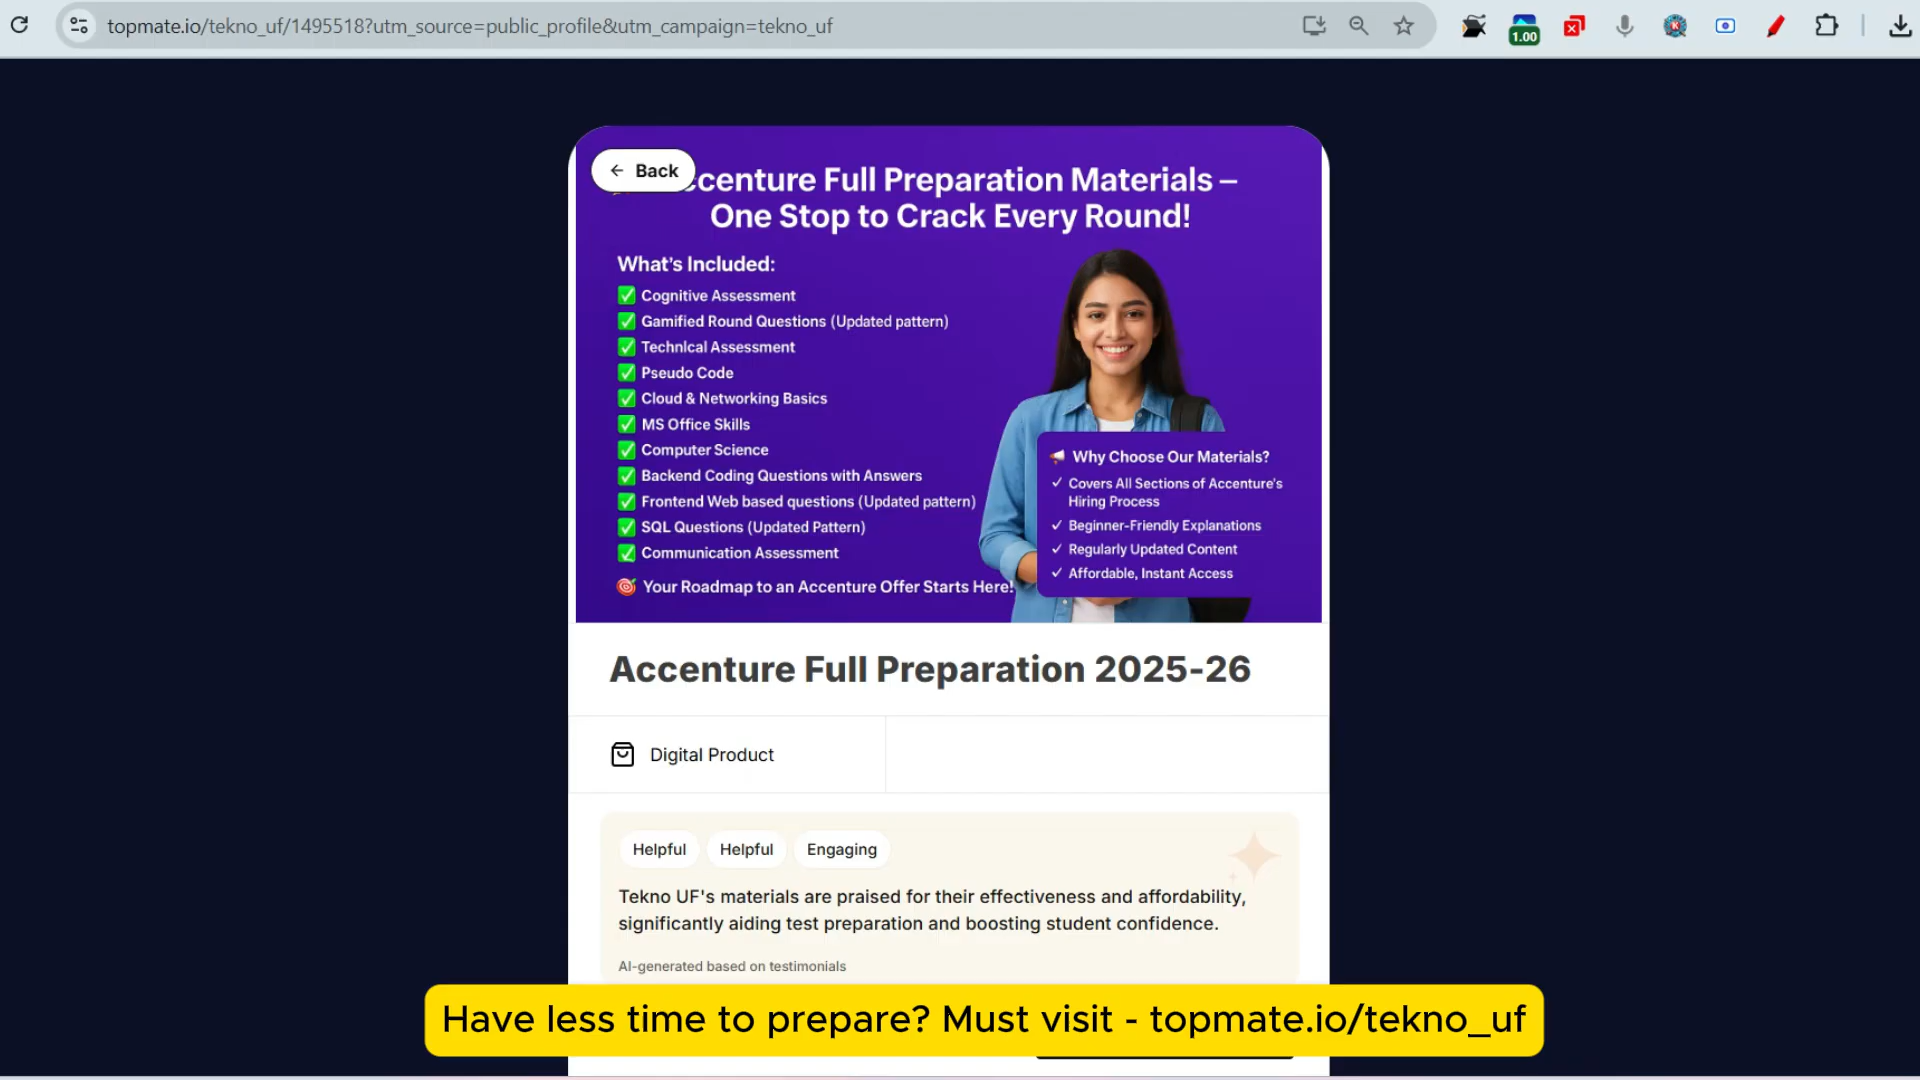 topmate.io/tekno_uf/1495518?utm_source=public_profile&utm_campaign=tekno_uf
1.00
Back
ccenture Full Preparation Materials –
One Stop to Crack Every Round!
What's Included:
Cognitive Assessment
Gamified Round Questions (Updated pattern)
Technical Assessment
Pseudo Code
Cloud & Networking Basics
MS Office Skills
Computer Science
Backend Coding Questions with Answers
Frontend Web based questions (Updated pattern)
SQL Questions (Updated Pattern)
Communication Assessment
Your Roadmap to an Accenture Offer Starts Here!
Why Choose Our Materials?
Covers All Sections of Accenture's
Hiring Process
Beginner-Friendly Explanations
Regularly Updated Content
Affordable, Instant Access
Accenture Full Preparation 2025-26
Digital Product
Helpful Helpful Engaging
Tekno UF's materials are praised for their effectiveness and affordability,
significantly aiding test preparation and boosting student confidence.
AI-generated based on testimonials
Have less time to prepare? Must visit - topmate.io/tekno_uf